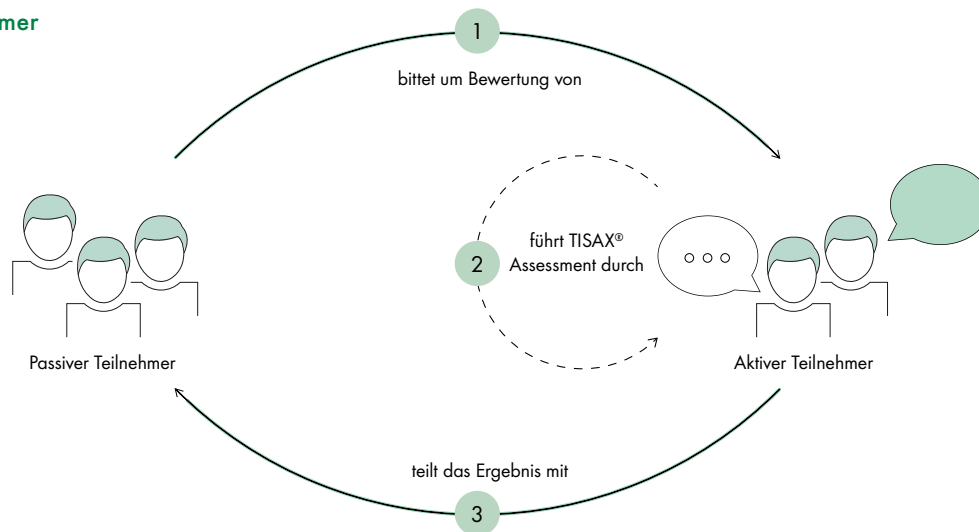 mer
1
bittet um Bewertung von
führt TISAX®
2
Assessment durch
Passiver Teilnehmer
Aktiver Teilnehmer
teilt das Ergebnis mit
3